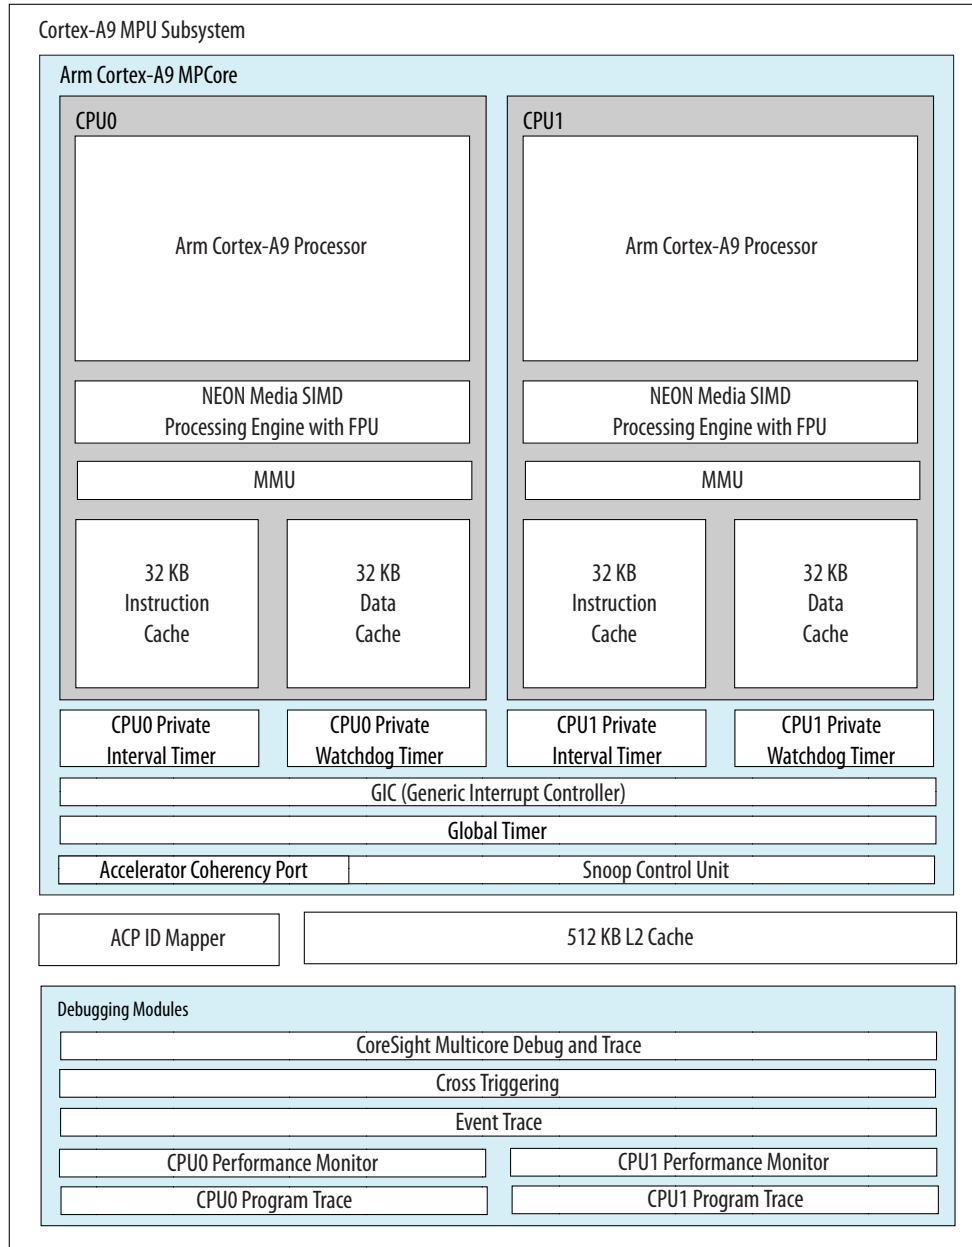 Cortex-A9 MPU Subsystem
Arm Cortex-A9 MPCore
CPU0
Arm Cortex-A9 Processor
NEON Media SIMD
Processing Engine with FPU
MMU
32 KB
Instruction
Cache
32 KB
Data
Cache
CPU1
Arm Cortex-A9 Processor
NEON Media SIMD
Processing Engine with FPU
MMU
32 KB
Instruction
Cache
32 KB
Data
Cache
CPU0 Private
Interval Timer
CPU0 Private
Watchdog Timer
CPU1 Private
Interval Timer
CPU1 Private
Watchdog Timer
GIC (Generic Interrupt Controller)
Global Timer
Accelerator Coherency Port
Snoop Control Unit
ACP ID Mapper
512 KB L2 Cache
Debugging Modules
CoreSight Multicore Debug and Trace
Cross Triggering
Event Trace
CPU0 Performance Monitor
CPU1 Performance Monitor
CPU0 Program Trace
CPU1 Program Trace